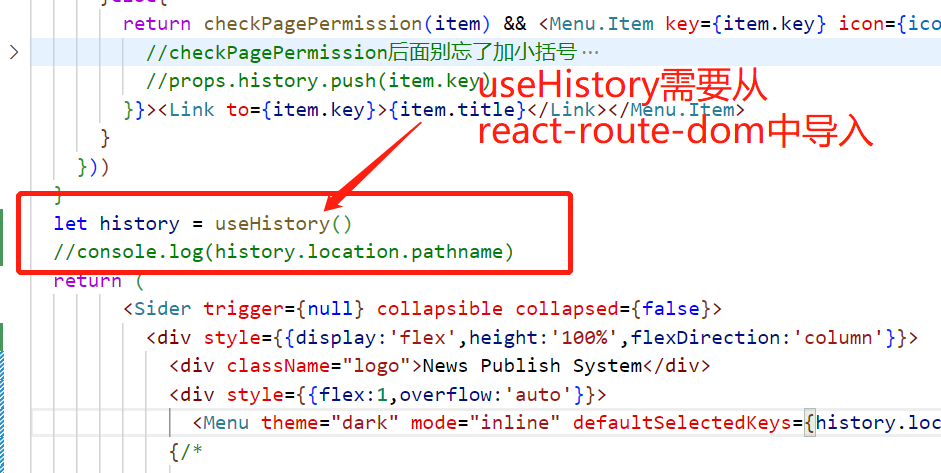 }else{
return checkPagePermission(item) && <Menu.Item key={item.key} icon={ico
//checkPagePermission后面别忘了加小括号 ···
//props.history.push(item.key)
useHistory需要从
}}><Link to={item.key}>{item.title}</Link></Menu.Item>
react-route-dom中导入
}
}))
}
let history = useHistory()
//console.log(history.location.pathname)
return (
<Sider trigger={null} collapsible collapsed={false}>
<div style={{display:'flex',height:'100%',flexDirection:'column'}}>
<div className="logo">News Publish System</div>
<div style={{flex:1,overflow:'auto'}}>
<Menu theme="dark" mode="inline" defaultSelectedKeys={history.loc
{/*